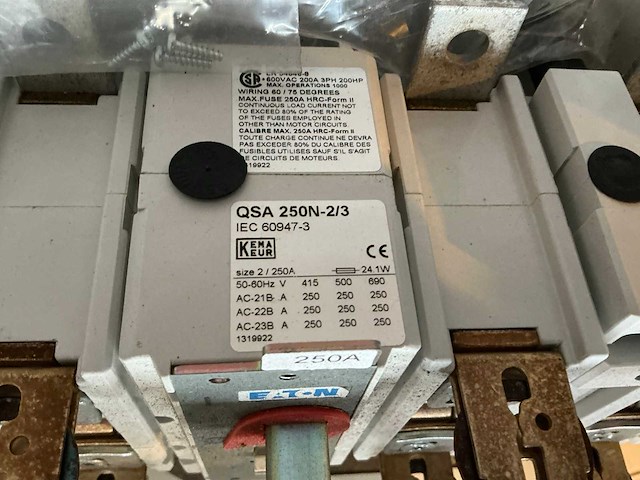 LR 34648-8
600VAC 200A 3PH 200HP
MAX. OPERATIONS 1000
WIRING 60 / 75 DEGREES
MAX.FUSE 250A HRC-Form II
CONTINUOUS LOAD CURRENT NOT
TO EXCEED 80% OF THE RATING
OF THE FUSES EMPLOYED IN
OTHER THAN MOTOR CIRCUITS.
CALIBRE MAX. 250A HRC-Form II
TOUTE CHARGE CONTINUE NE DEVRA
PAS EXCEDER 80% DU CALIBRE DES
FUSIBLES UTILISES SAUF S'IL S'AGIT
DE CIRCUITS DE MOTEURS.
1319922
QSA 250N-2/3
IEC 60947-3
KEMA
KEUR
CE
size 2 / 250A 24.1W
50-60Hz V 415 500 690
AC-21B A 250 250 250
AC-22B A 250 250 250
AC-23B A 250 250 250
1319922
250A
EATON